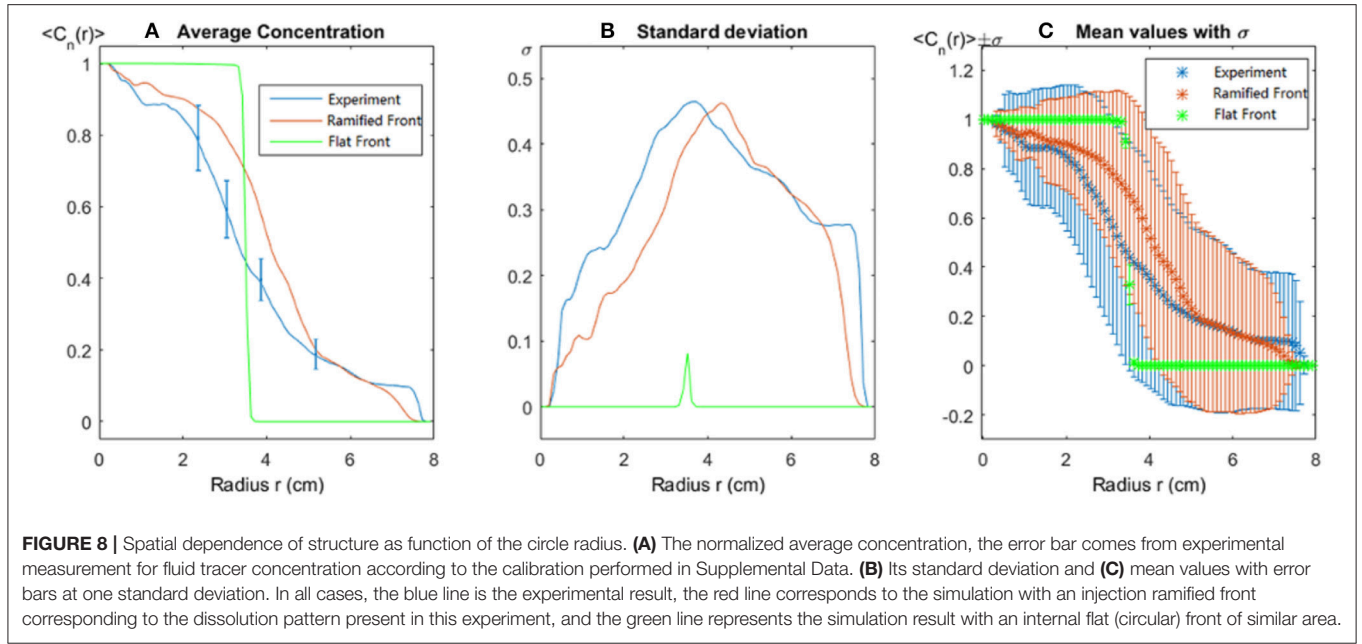 A Average Concentration
<C_n(r)>
1
0.8
0.6
0.4
0.2
0
0 2 4 6 8
Radius r (cm)
Experiment
Ramified Front
Flat Front
B Standard deviation
σ
0.5
0.4
0.3
0.2
0.1
0
0 2 4 6 8
Radius r (cm)
C Mean values with σ
<C_n(r)>±σ
1.2
1
0.8
0.6
0.4
0.2
0
-0.2
0 2 4 6 8
Radius r (cm)
Experiment
Ramified Front
Flat Front
FIGURE 8 | Spatial dependence of structure as function of the circle radius. (A) The normalized average concentration, the error bar comes from experimental
measurement for fluid tracer concentration according to the calibration performed in Supplemental Data. (B) Its standard deviation and (C) mean values with error
bars at one standard deviation. In all cases, the blue line is the experimental result, the red line corresponds to the simulation with an injection ramified front
corresponding to the dissolution pattern present in this experiment, and the green line represents the simulation result with an internal flat (circular) front of similar area.